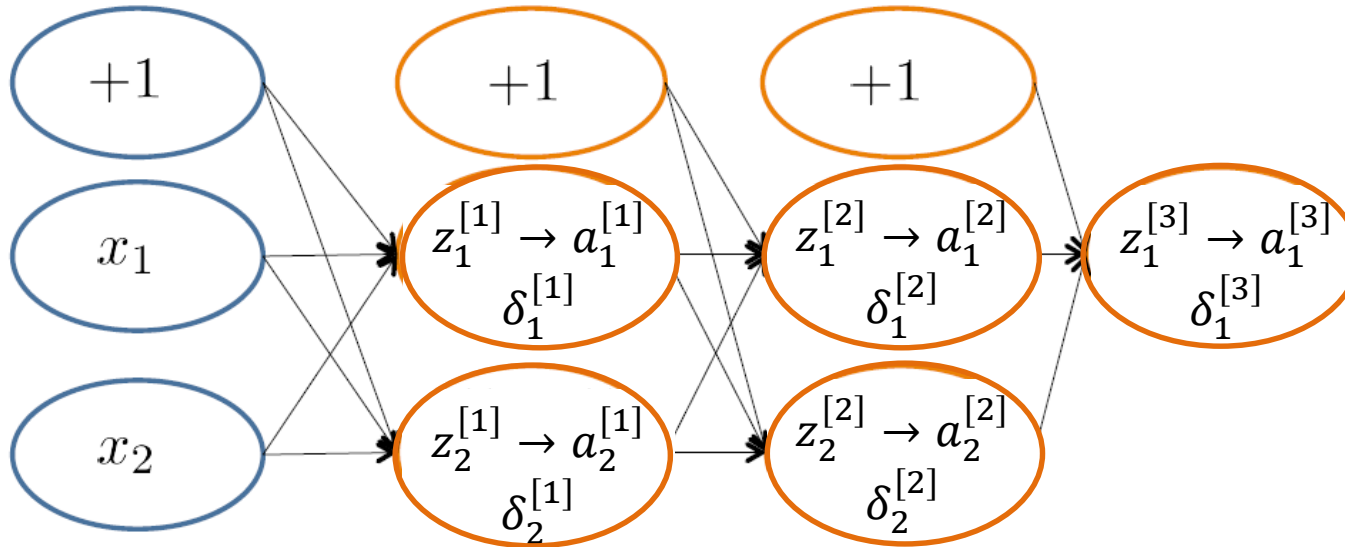 +1 +1 +1
x₁ z₁^[1] → a₁^[1] z₁^[2] → a₁^[2] z₁^[3] → a₁^[3]
δ₁^[1] δ₁^[2] δ₁^[3]
x₂ z₂^[1] → a₂^[1] z₂^[2] → a₂^[2]
δ₂^[1] δ₂^[2]